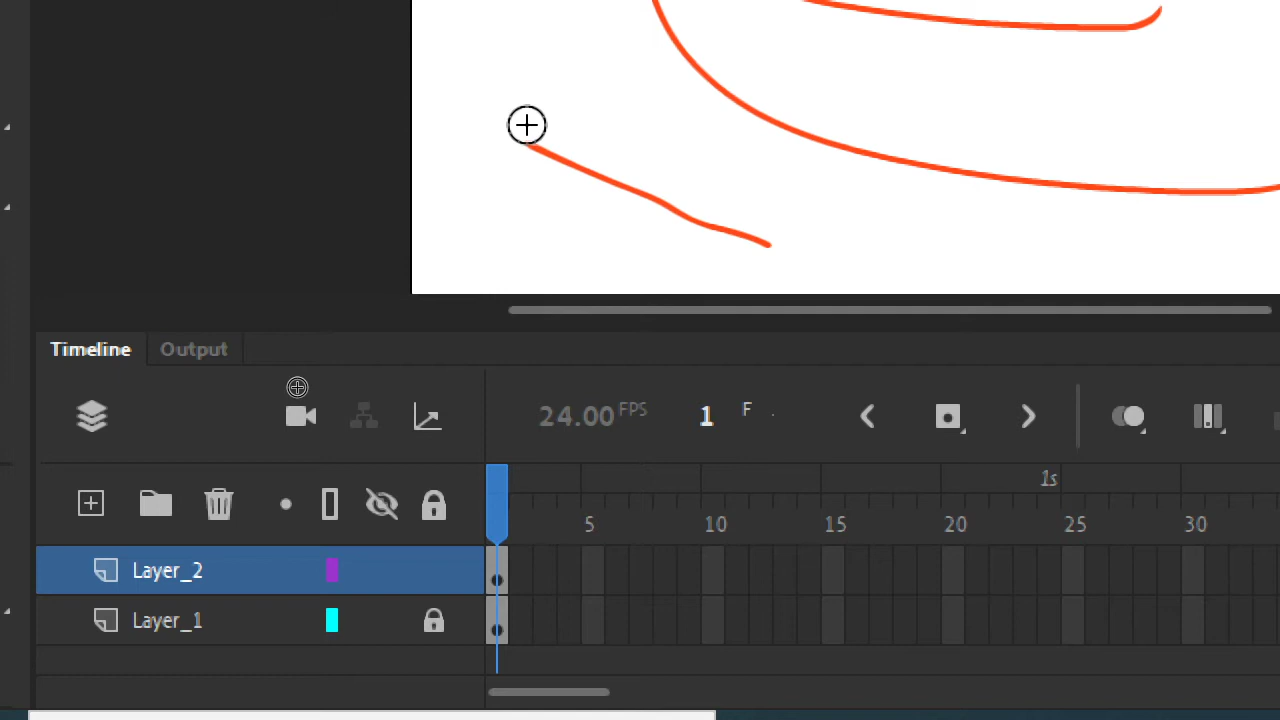 Timeline Output
24.00 FPS 1 F
1s
5 10 15 20 25 30
Layer_2
Layer_1